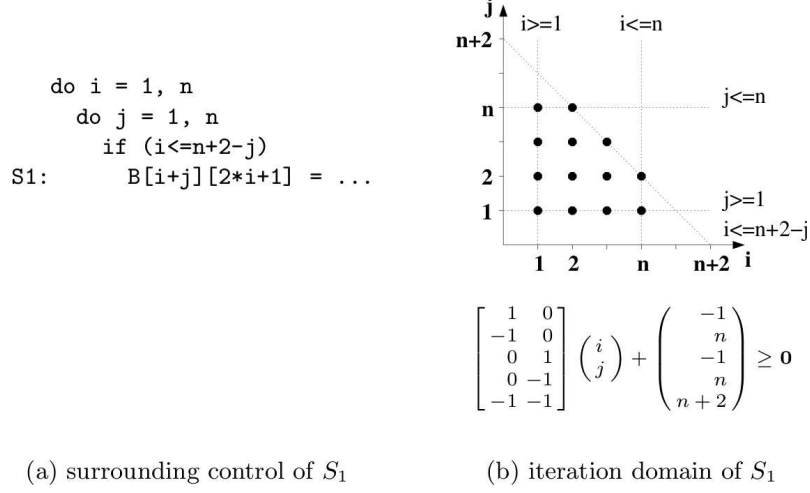 do i = 1, n
do j = 1, n
if (i<=n+2-j)
S1: B[i+j][2*i+1] = ...
(a) surrounding control of S1
j
i>=1 i<=n
n+2
n
j<=n
2
j>=1
1
i<=n+2−j
1 2 n n+2 i
[ 1 0 ] ( −1 )
[ −1 0 ] ( i ) ( n )
[ 0 1 ] + ( −1 ) ≥ 0
[ 0 −1 ] ( j ) ( n )
[ −1 −1 ] ( n + 2 )
(b) iteration domain of S1